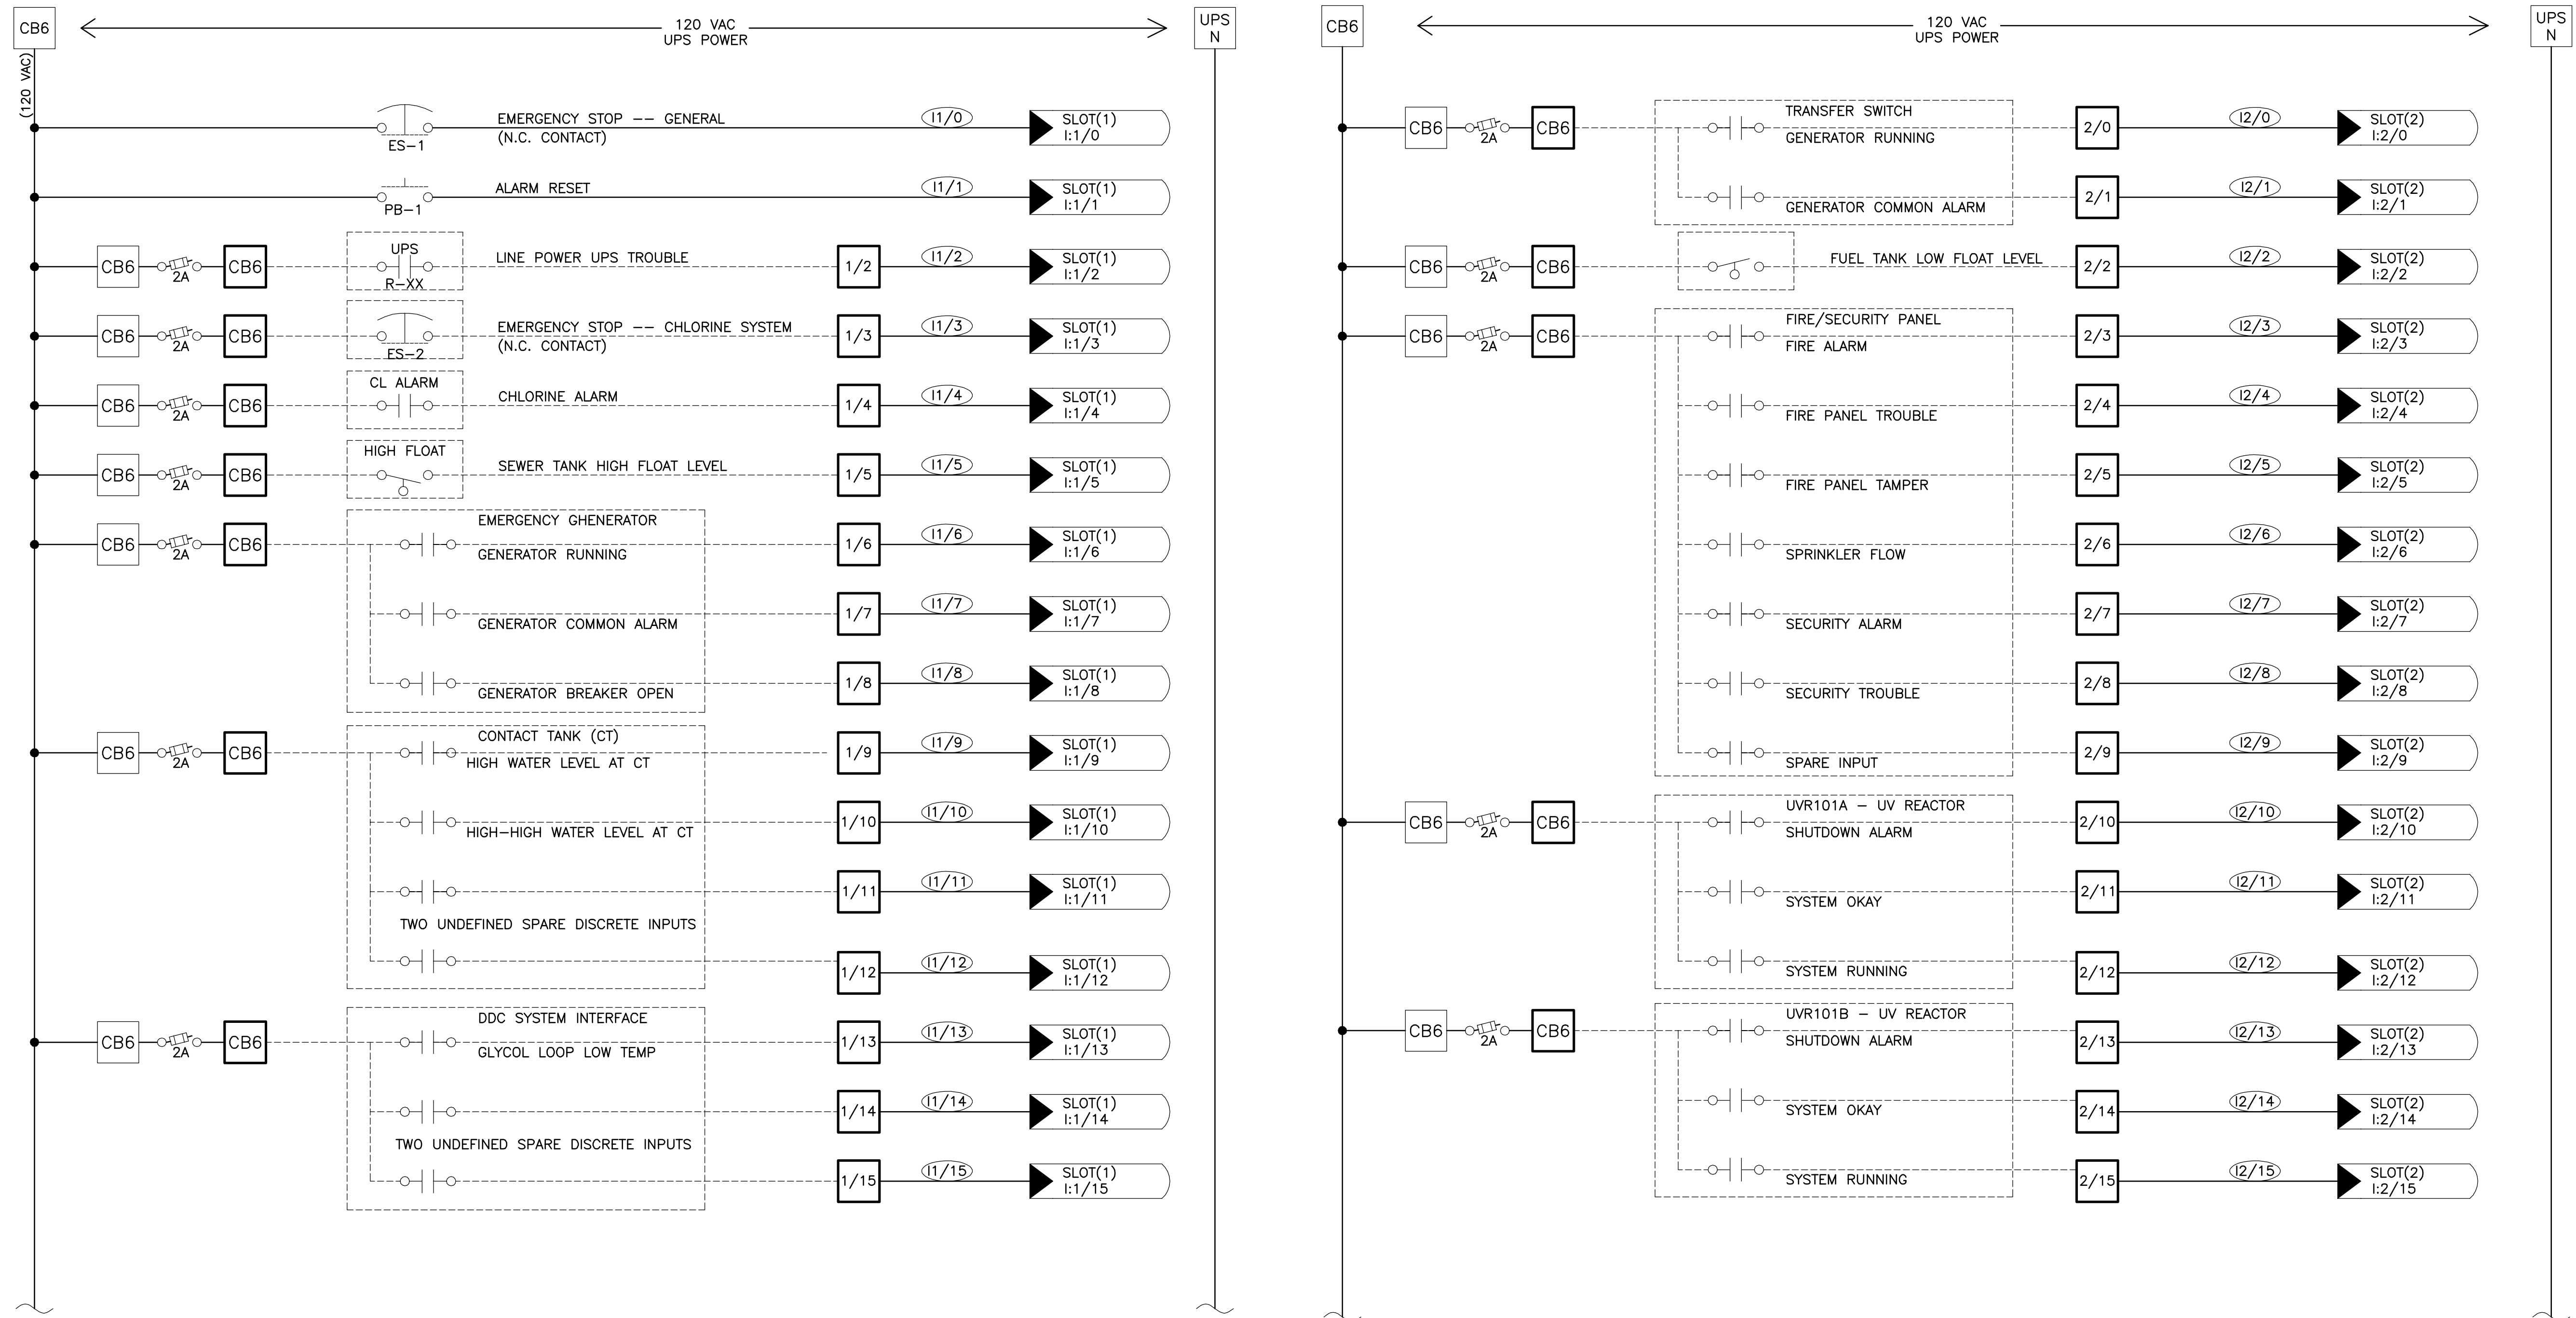 CB6
120 VAC
UPS POWER
UPS
N
(120 VAC)
EMERGENCY STOP -- GENERAL
(N.C. CONTACT)
ES-1
I1/0
SLOT(1)
I:1/0
ALARM RESET
PB-1
I1/1
SLOT(1)
I:1/1
CB6
2A
CB6
UPS
R-XX
LINE POWER UPS TROUBLE
1/2
I1/2
SLOT(1)
I:1/2
CB6
2A
CB6
ES-2
EMERGENCY STOP -- CHLORINE SYSTEM
(N.C. CONTACT)
1/3
I1/3
SLOT(1)
I:1/3
CB6
2A
CB6
CL ALARM
CHLORINE ALARM
1/4
I1/4
SLOT(1)
I:1/4
CB6
2A
CB6
HIGH FLOAT
SEWER TANK HIGH FLOAT LEVEL
1/5
I1/5
SLOT(1)
I:1/5
CB6
2A
CB6
EMERGENCY GHENERATOR
GENERATOR RUNNING
1/6
I1/6
SLOT(1)
I:1/6
GENERATOR COMMON ALARM
1/7
I1/7
SLOT(1)
I:1/7
GENERATOR BREAKER OPEN
1/8
I1/8
SLOT(1)
I:1/8
CB6
2A
CB6
CONTACT TANK (CT)
HIGH WATER LEVEL AT CT
1/9
I1/9
SLOT(1)
I:1/9
HIGH-HIGH WATER LEVEL AT CT
1/10
I1/10
SLOT(1)
I:1/10
1/11
I1/11
SLOT(1)
I:1/11
TWO UNDEFINED SPARE DISCRETE INPUTS
1/12
I1/12
SLOT(1)
I:1/12
CB6
2A
CB6
DDC SYSTEM INTERFACE
GLYCOL LOOP LOW TEMP
1/13
I1/13
SLOT(1)
I:1/13
1/14
I1/14
SLOT(1)
I:1/14
TWO UNDEFINED SPARE DISCRETE INPUTS
1/15
I1/15
SLOT(1)
I:1/15
CB6
120 VAC
UPS POWER
UPS
N
CB6
2A
CB6
TRANSFER SWITCH
GENERATOR RUNNING
2/0
I2/0
SLOT(2)
I:2/0
GENERATOR COMMON ALARM
2/1
I2/1
SLOT(2)
I:2/1
CB6
2A
CB6
FUEL TANK LOW FLOAT LEVEL
2/2
I2/2
SLOT(2)
I:2/2
CB6
2A
CB6
FIRE/SECURITY PANEL
FIRE ALARM
2/3
I2/3
SLOT(2)
I:2/3
FIRE PANEL TROUBLE
2/4
I2/4
SLOT(2)
I:2/4
FIRE PANEL TAMPER
2/5
I2/5
SLOT(2)
I:2/5
SPRINKLER FLOW
2/6
I2/6
SLOT(2)
I:2/6
SECURITY ALARM
2/7
I2/7
SLOT(2)
I:2/7
SECURITY TROUBLE
2/8
I2/8
SLOT(2)
I:2/8
SPARE INPUT
2/9
I2/9
SLOT(2)
I:2/9
CB6
2A
CB6
UVR101A - UV REACTOR
SHUTDOWN ALARM
2/10
I2/10
SLOT(2)
I:2/10
SYSTEM OKAY
2/11
I2/11
SLOT(2)
I:2/11
SYSTEM RUNNING
2/12
I2/12
SLOT(2)
I:2/12
CB6
2A
CB6
UVR101B - UV REACTOR
SHUTDOWN ALARM
2/13
I2/13
SLOT(2)
I:2/13
SYSTEM OKAY
2/14
I2/14
SLOT(2)
I:2/14
SYSTEM RUNNING
2/15
I2/15
SLOT(2)
I:2/15